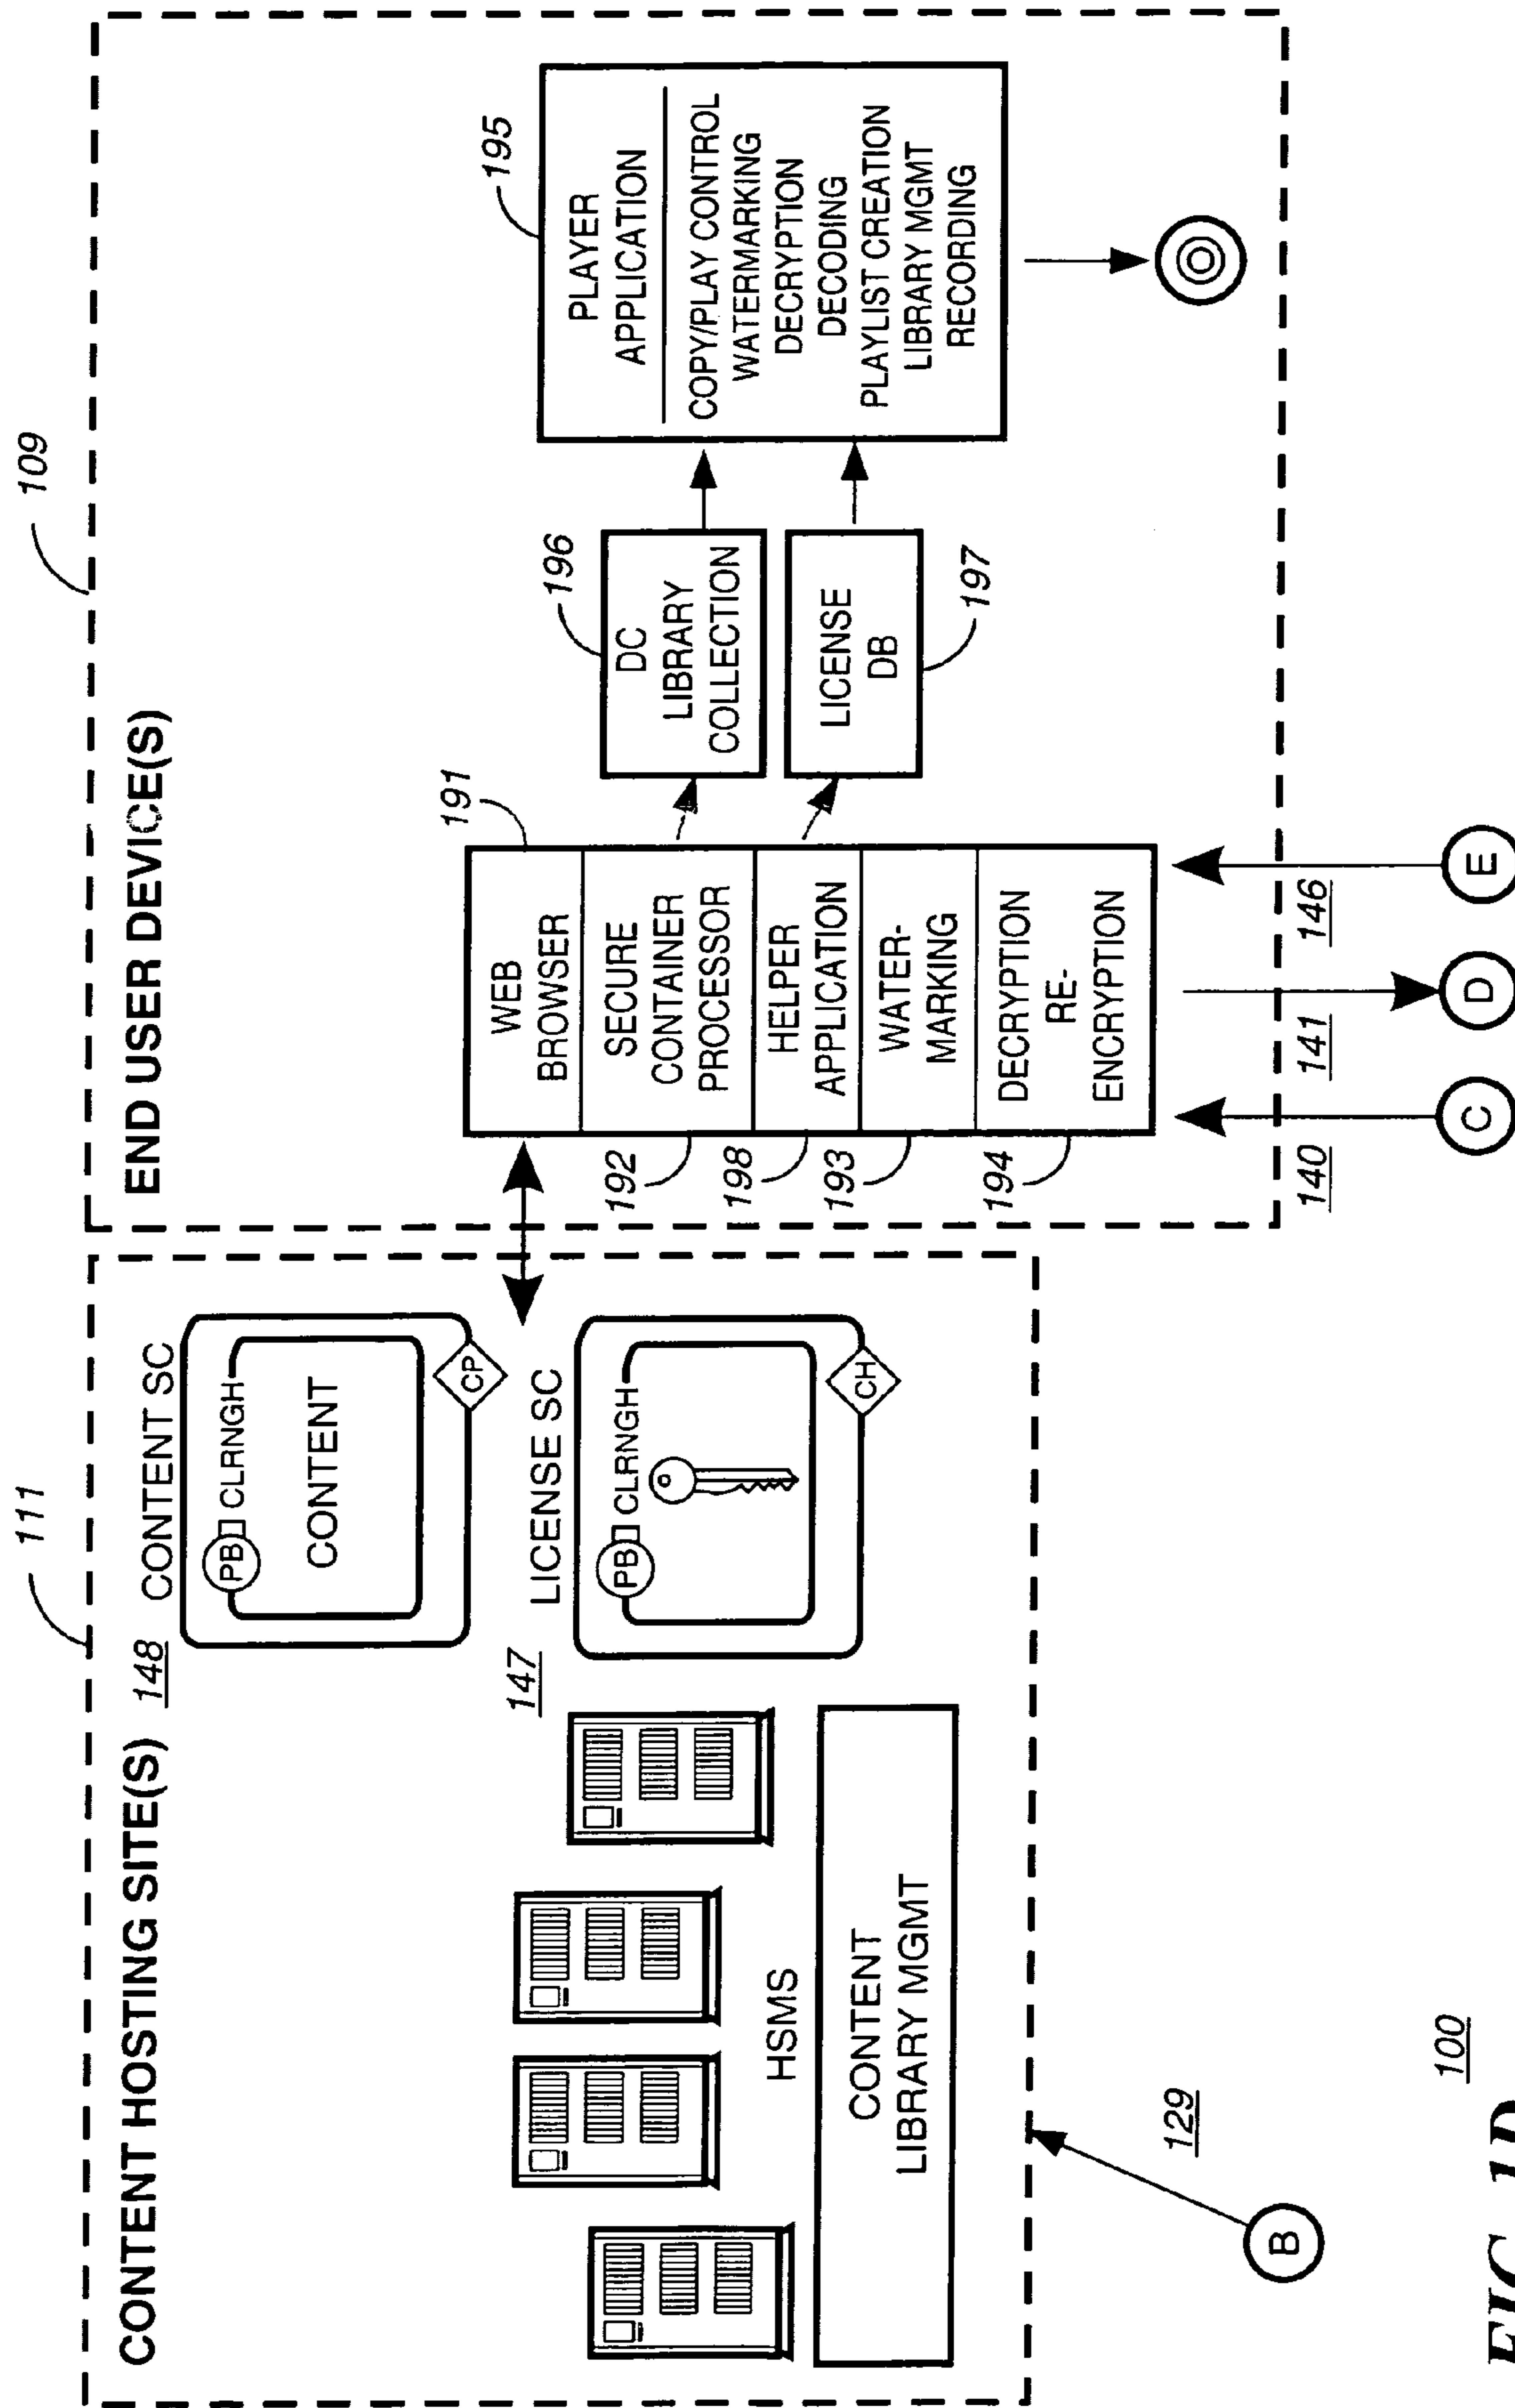 111
109
CONTENT HOSTING SITE(S)
148
CONTENT SC
PB
CLRNGH
CONTENT
CP
147
LICENSE SC
PB
CLRNGH
CH
HSMS
CONTENT
LIBRARY MGMT
END USER DEVICE(S)
191
WEB
BROWSER
192
SECURE
CONTAINER
PROCESSOR
198
HELPER
APPLICATION
193
WATER-
MARKING
194
DECRYPTION
RE-
ENCRYPTION
196
DC
LIBRARY
COLLECTION
LICENSE
DB
197
195
PLAYER
APPLICATION
COPY/PLAY CONTROL
WATERMARKING
DECRYPTION
DECODING
PLAYLIST CREATION
LIBRARY MGMT
RECORDING
B
129
140
C
141
D
146
E
100
FIG. 1D